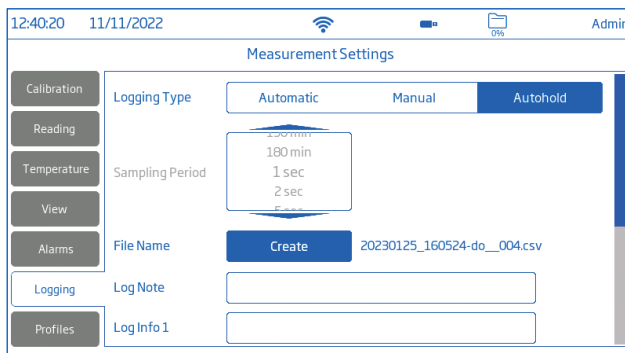 12:40:20 11/11/2022
0%
Admin
Measurement Settings
Calibration
Reading
Temperature
View
Alarms
Logging
Profiles
Logging Type
Automatic Manual Autohold
Sampling Period
180 min
1 sec
2 sec
File Name
Create 20230125_160524-do__004.csv
Log Note
Log Info 1